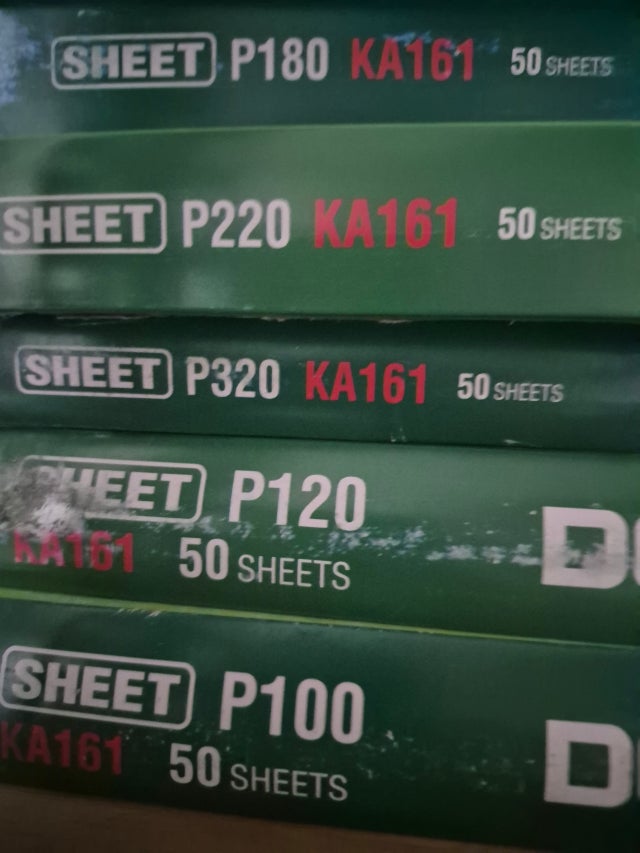 SHEET P180 KA161 50 SHEETS
SHEET P220 KA161 50 SHEETS
SHEET P320 KA161 50 SHEETS
SHEET P120
KA161 50 SHEETS
SHEET P100
KA161 50 SHEETS